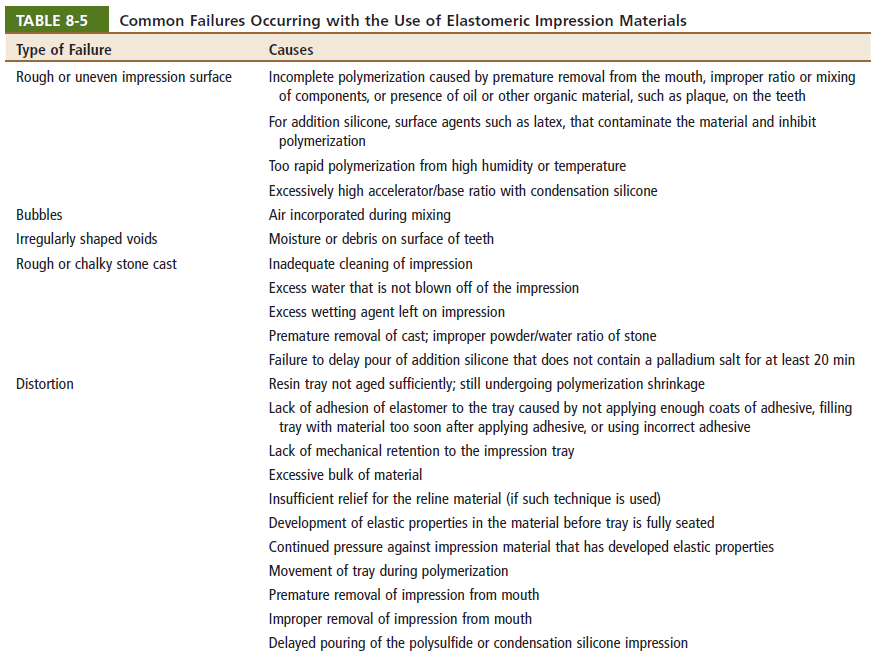 TABLE 8-5 Common Failures Occurring with the Use of Elastomeric Impression Materials
Type of Failure Causes
Rough or uneven impression surface Incomplete polymerization caused by premature removal from the mouth, improper ratio or mixing
of components, or presence of oil or other organic material, such as plaque, on the teeth
For addition silicone, surface agents such as latex, that contaminate the material and inhibit
polymerization
Too rapid polymerization from high humidity or temperature
Excessively high accelerator/base ratio with condensation silicone
Bubbles Air incorporated during mixing
Irregularly shaped voids Moisture or debris on surface of teeth
Rough or chalky stone cast Inadequate cleaning of impression
Excess water that is not blown off of the impression
Excess wetting agent left on impression
Premature removal of cast; improper powder/water ratio of stone
Failure to delay pour of addition silicone that does not contain a palladium salt for at least 20 min
Distortion Resin tray not aged sufficiently; still undergoing polymerization shrinkage
Lack of adhesion of elastomer to the tray caused by not applying enough coats of adhesive, filling
tray with material too soon after applying adhesive, or using incorrect adhesive
Lack of mechanical retention to the impression tray
Excessive bulk of material
Insufficient relief for the reline material (if such technique is used)
Development of elastic properties in the material before tray is fully seated
Continued pressure against impression material that has developed elastic properties
Movement of tray during polymerization
Premature removal of impression from mouth
Improper removal of impression from mouth
Delayed pouring of the polysulfide or condensation silicone impression